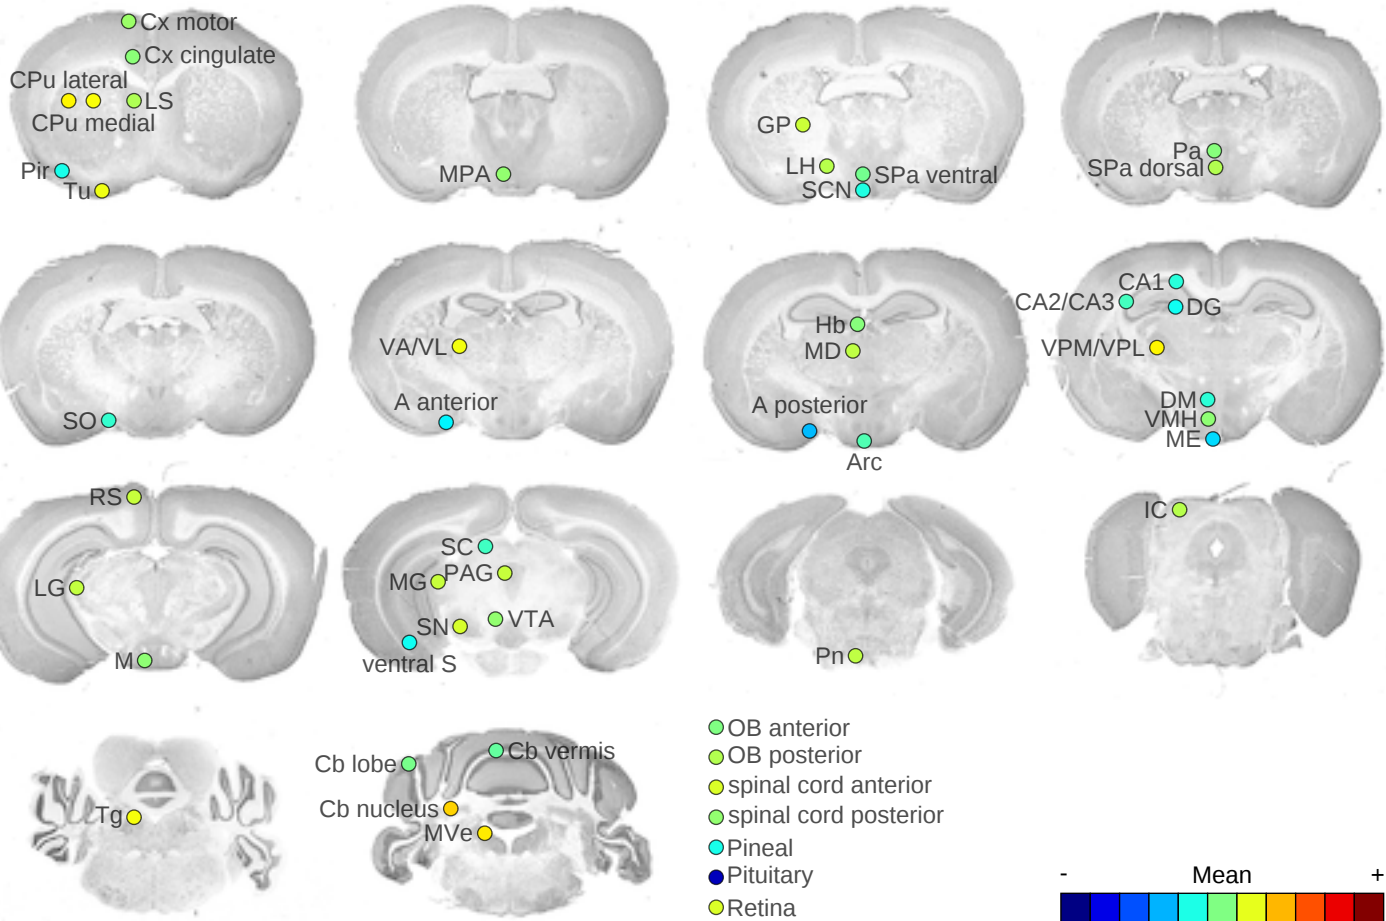 Cx motor
Cx cingulate
CPu lateral
LS
CPu medial
Pir
Tu
MPA
GP
LH
SPa ventral
SCN
Pa
SPa dorsal
SO
VA/VL
A anterior
Hb
MD
A posterior
Arc
CA1
CA2/CA3
DG
VPM/VPL
DM
VMH
ME
RS
LG
M
SC
PAG
MG
VTA
SN
ventral S
Pn
IC
Tg
Cb vermis
Cb lobe
Cb nucleus
MVe
OB anterior
OB posterior
spinal cord anterior
spinal cord posterior
Pineal
Pituitary
Retina
- Mean +